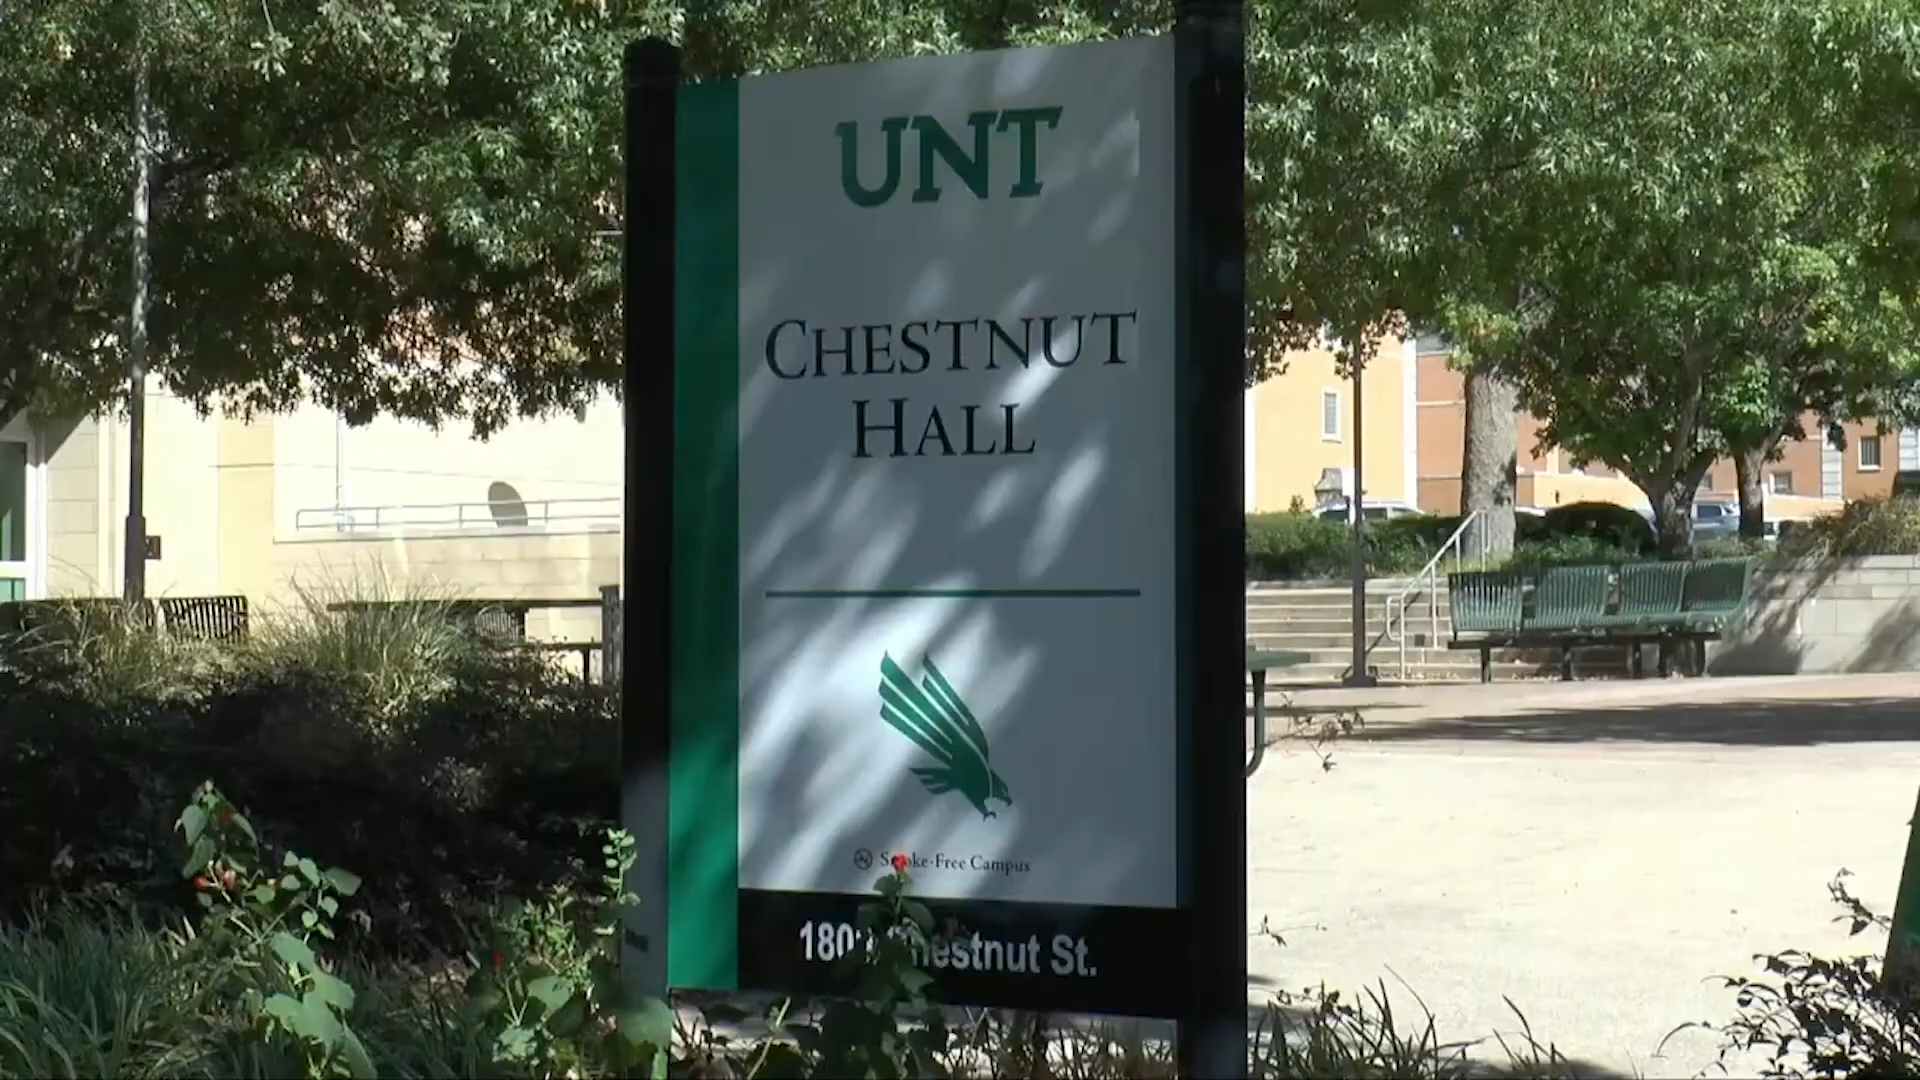 UNT
CHESTNUT
HALL
Smoke-Free Campus
Chestnut St.